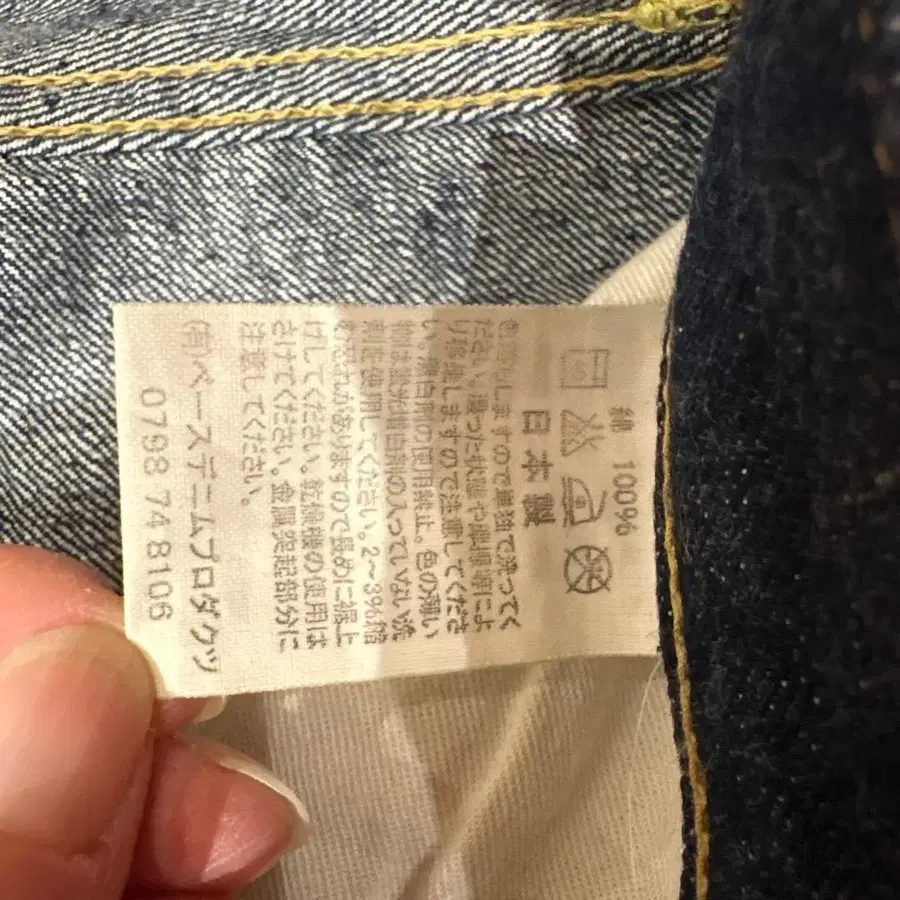 綿 100%
日本製
色落ちしますので単独で洗ってく
ださい。湿った状態や摩擦等によ
り移染しますので注意してくださ
い。漂白剤の使用禁止。色の薄い
物は蛍光増白剤の入っていない洗
剤を使用してください。2〜3%縮
む恐れがありますので長めに裾上
げしてください。乾燥機の使用は
さけてください。金属突起部分に
注意してください。
(有)ベースデニムプロダクツ
0798 74 8106